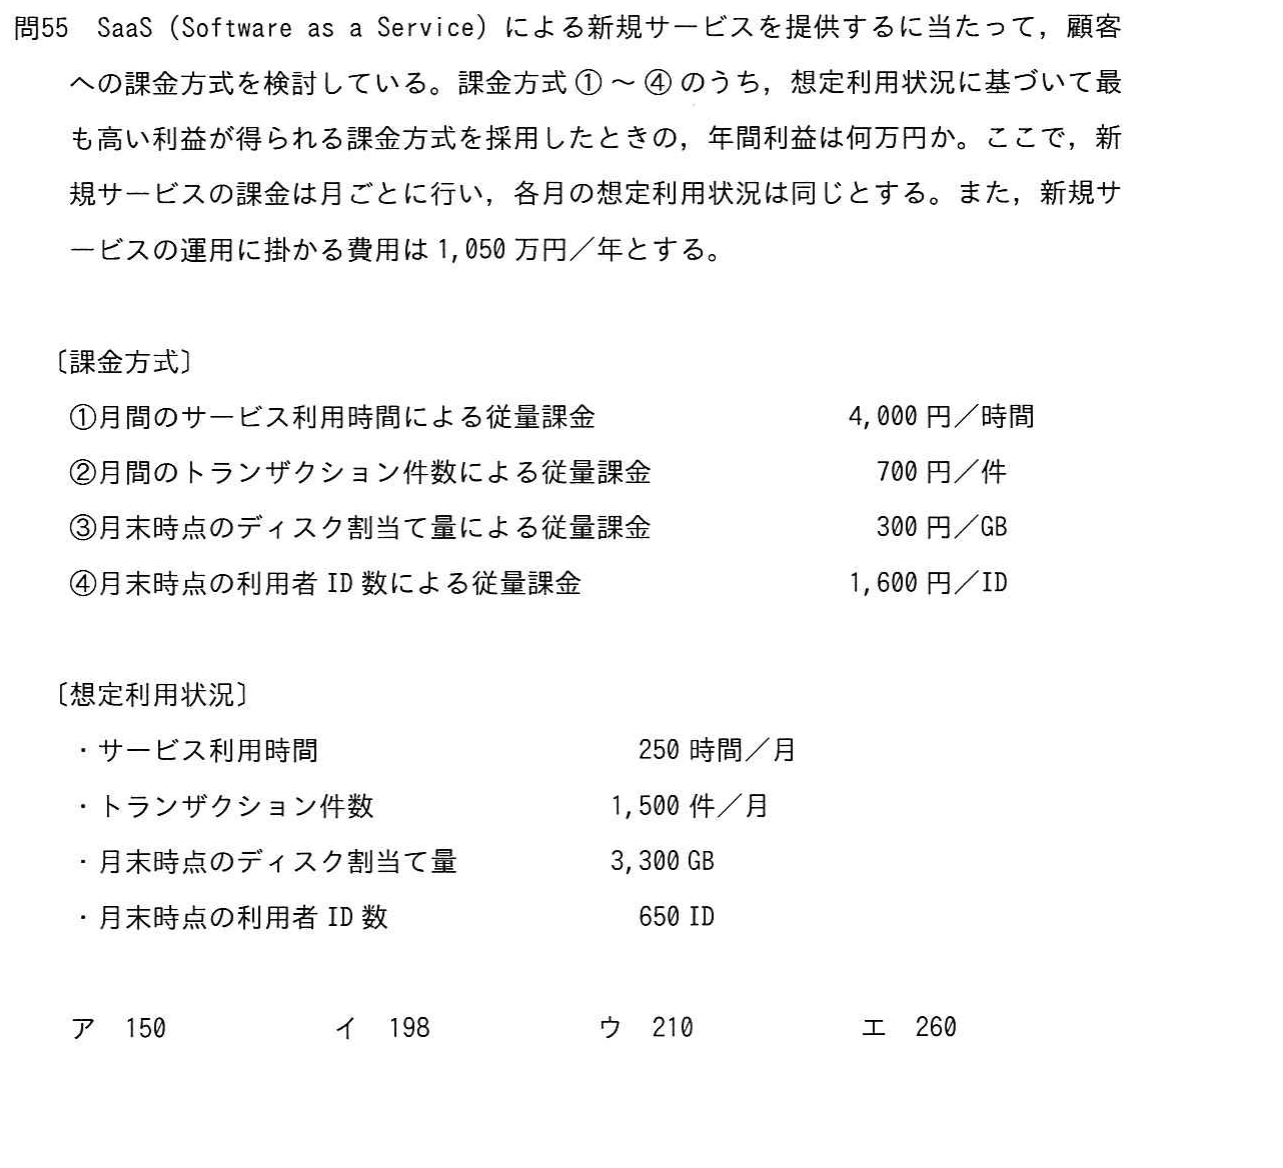 問55 SaaS（Software as a Service）による新規サービスを提供するに当たって，顧客
への課金方式を検討している。課金方式 ① ～ ④ のうち，想定利用状況に基づいて最
も高い利益が得られる課金方式を採用したときの，年間利益は何万円か。ここで，新
規サービスの課金は月ごとに行い，各月の想定利用状況は同じとする。また，新規サ
ービスの運用に掛かる費用は 1,050 万円／年とする。
〔課金方式〕
①月間のサービス利用時間による従量課金 4,000 円／時間
②月間のトランザクション件数による従量課金 700 円／件
③月末時点のディスク割当て量による従量課金 300 円／GB
④月末時点の利用者 ID 数による従量課金 1,600 円／ID
〔想定利用状況〕
・サービス利用時間 250 時間／月
・トランザクション件数 1,500 件／月
・月末時点のディスク割当て量 3,300 GB
・月末時点の利用者 ID 数 650 ID
ア 150 イ 198 ウ 210 エ 260